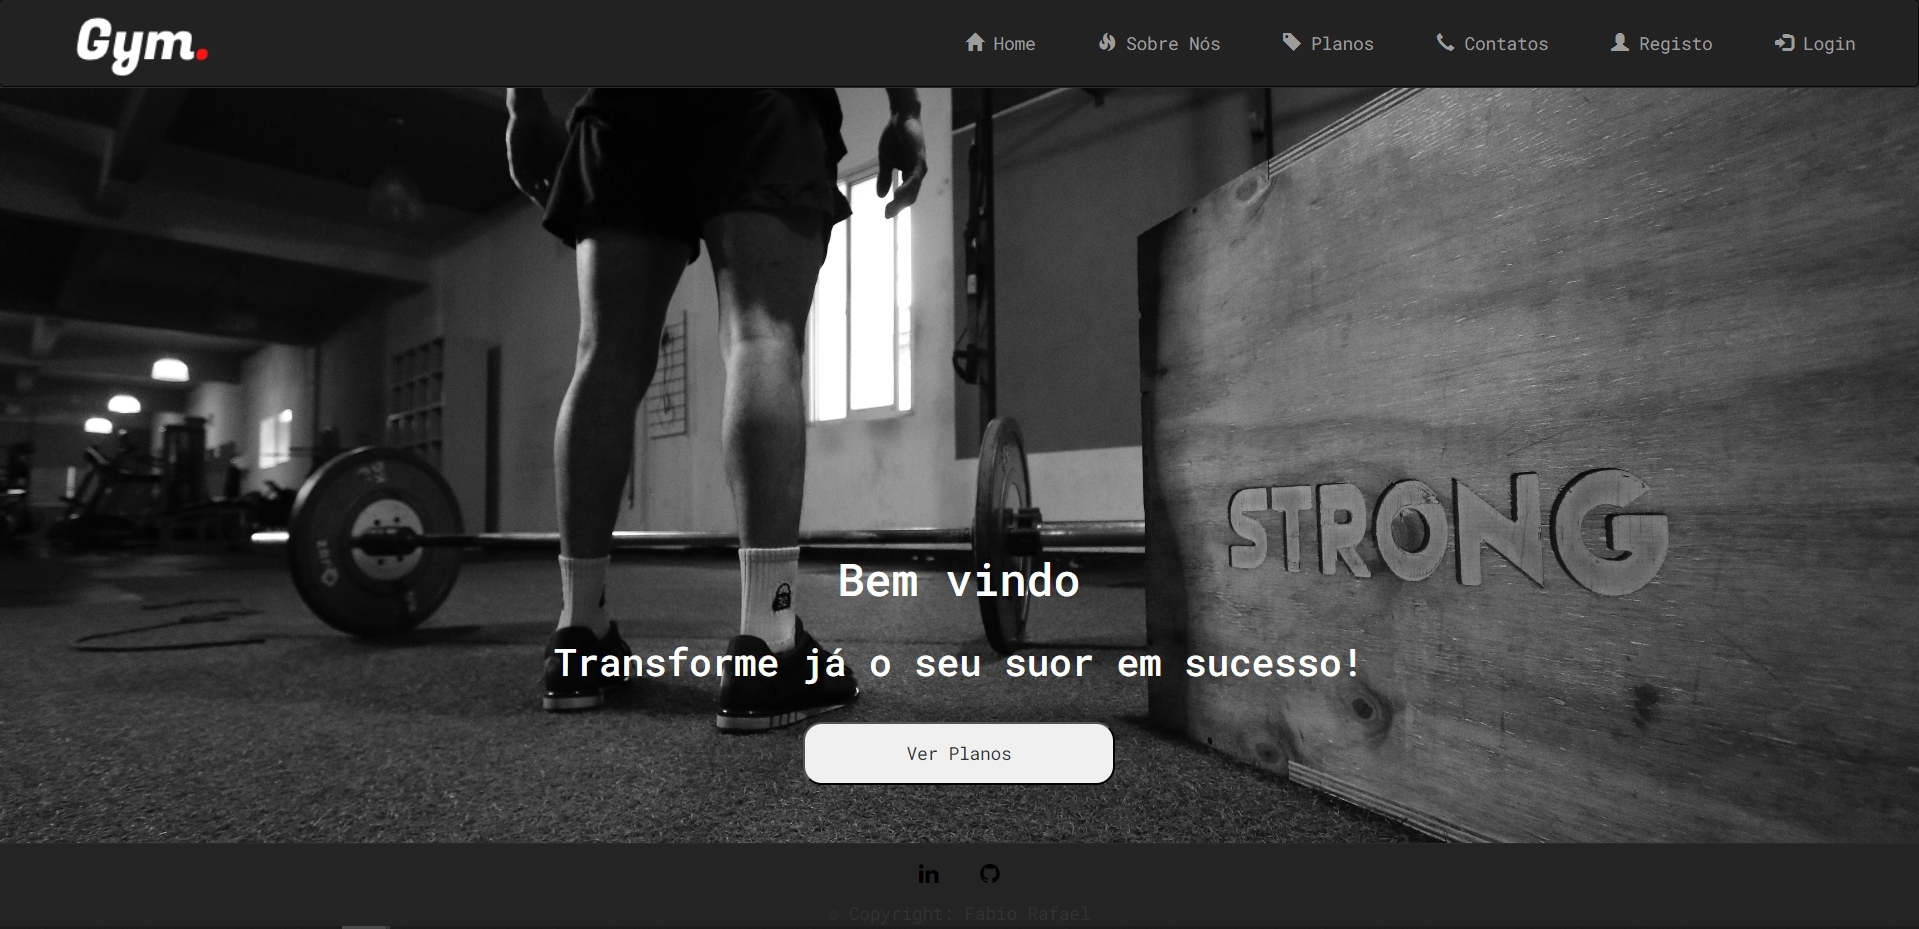 Gym.
Home Sobre Nós Planos Contatos Registo Login
STRONG
Bem vindo
Transforme já o seu suor em sucesso!
Ver Planos
in
© Copyright: Fábio Rafael